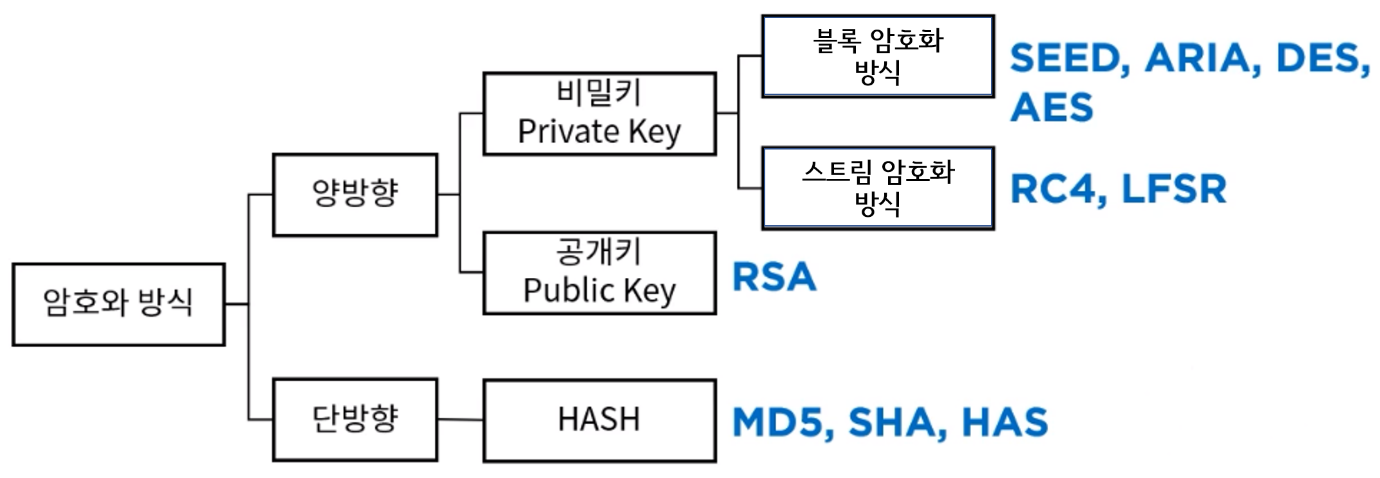 블록 암호화
방식
SEED, ARIA, DES,
AES
비밀키
Private Key
스트림 암호화
방식
RC4, LFSR
양방향
공개키
Public Key
RSA
암호와 방식
단방향
HASH
MD5, SHA, HAS